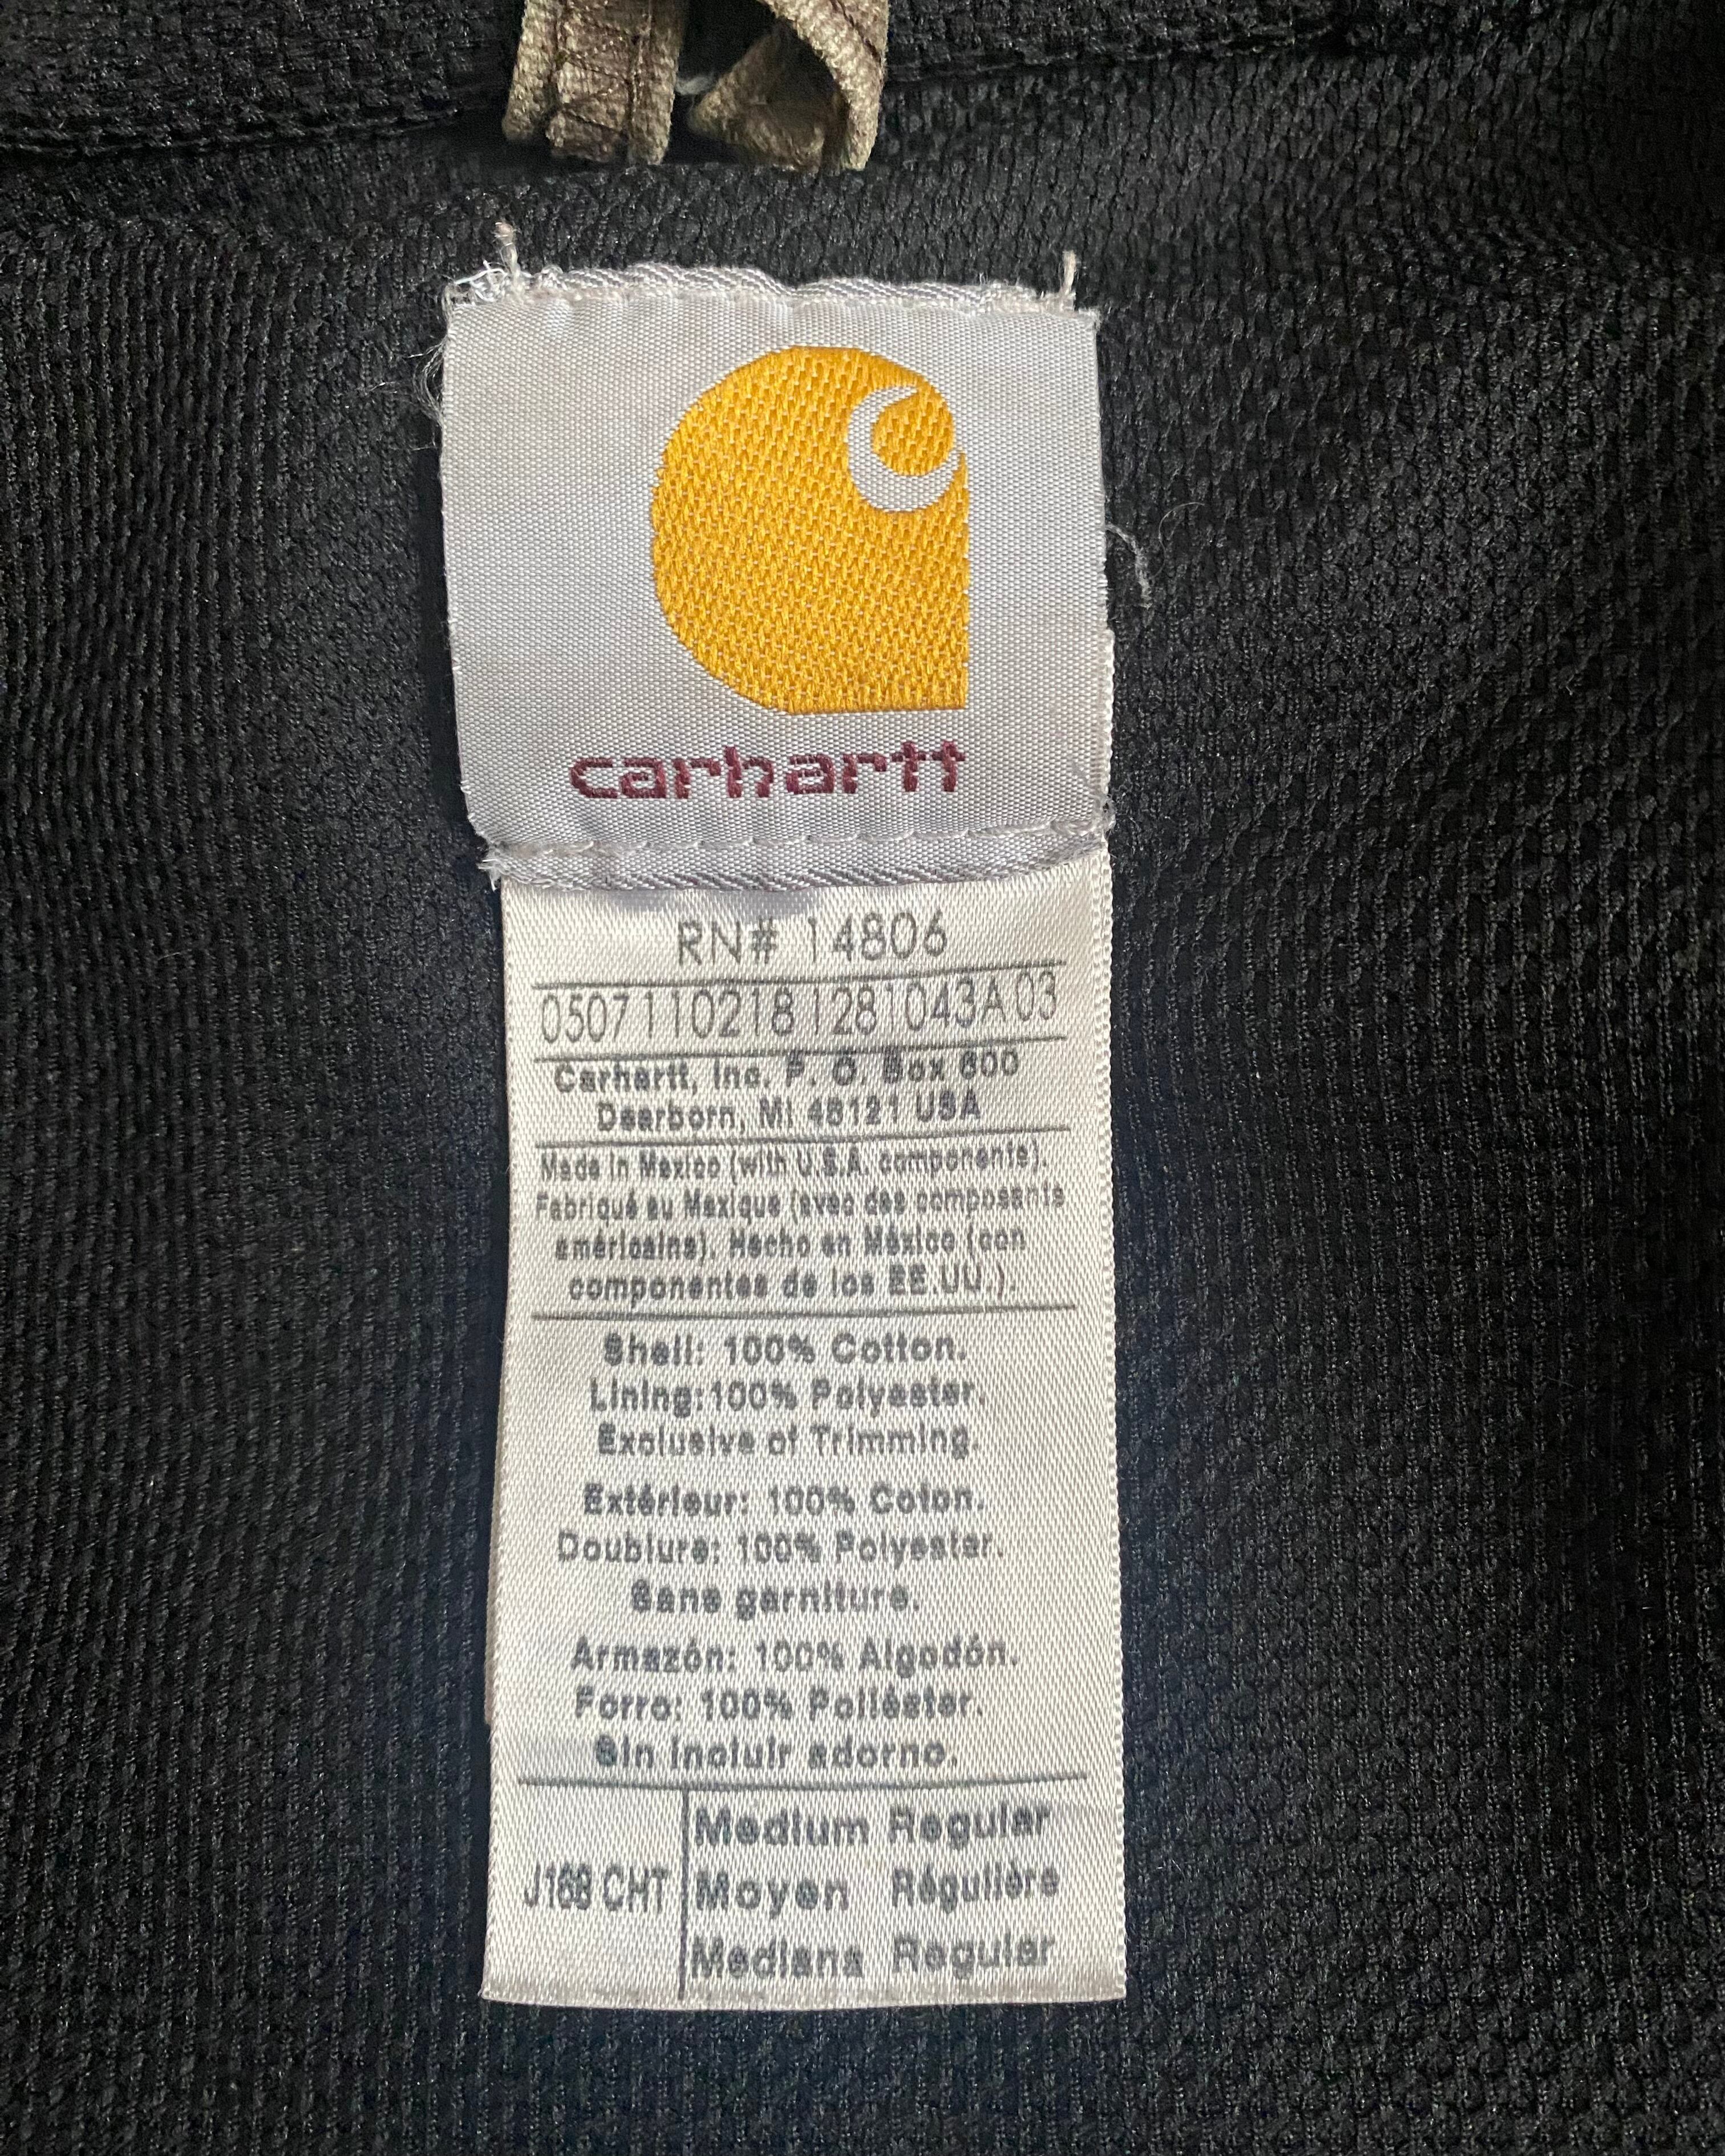 carhartt
RN# 14806
0507110218 1281043A 03
Carhartt, Inc. P. O. Box 600
Dearborn, MI 48121 USA
Made in Mexico (with U.S.A. components).
Fabriqué au Mexique (avec des composants
américains). Hecho en México (con
componentes de los EE.UU.).
Shell: 100% Cotton.
Lining:100% Polyester.
Exclusive of Trimming.
Extérieur: 100% Coton.
Doublure: 100% Polyester.
Sans garniture.
Armazón: 100% Algodón.
Forro: 100% Poliéster.
Sin incluir adorno.
J168 CHT
Medium Regular
Moyen Régulière
Mediana Regular